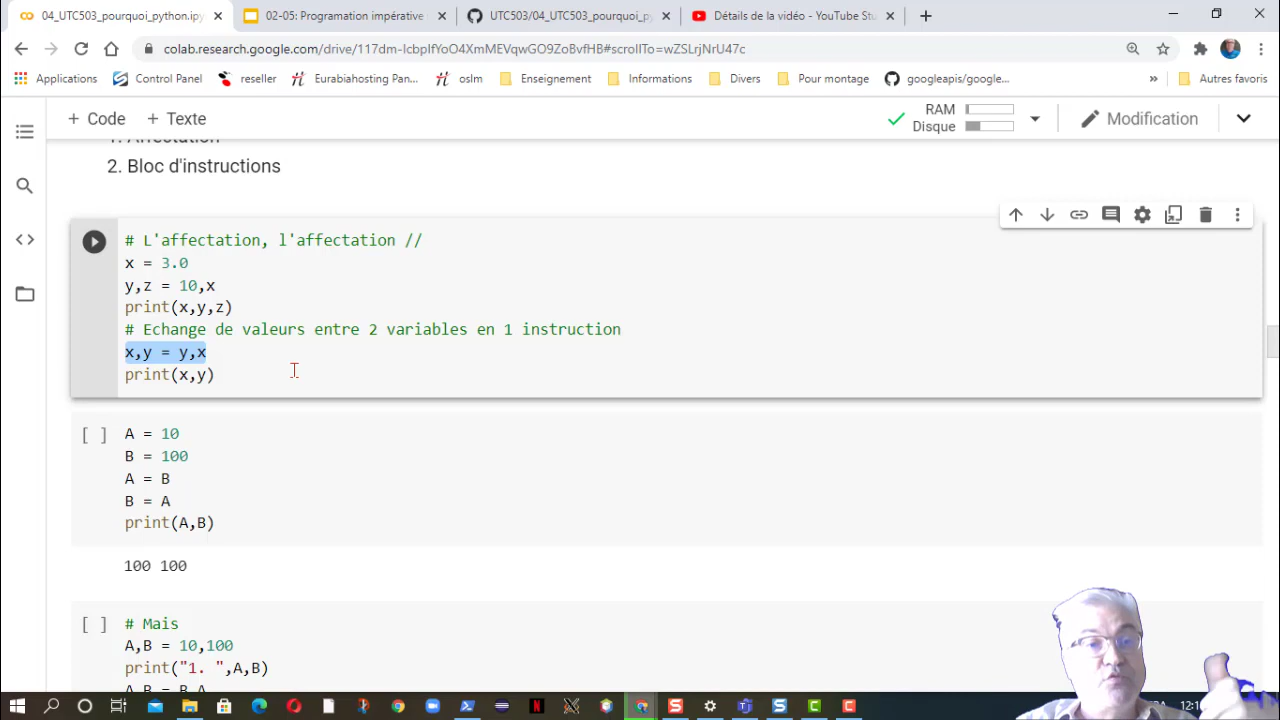 04_UTC503_pourquoi_python.ipy
02-05: Programation impérative
UTC503/04_UTC503_pourquoi_p
Détails de la vidéo - YouTube Stu
colab.research.google.com/drive/117dm-IcbpIfYoO4XmMEVqwGO9ZoBvfHB#scrollTo=wZSLrjNrU47c
Applications
Control Panel
reseller
Eurabiahosting Pan...
oslm
Enseignement
Informations
Divers
Pour montage
googleapis/google...
»
Autres favoris
+ Code
+ Texte
RAM
Disque
Modification
1. Affectation
2. Bloc d'instructions
# L'affectation, l'affectation //
x = 3.0
y,z = 10,x
print(x,y,z)
# Echange de valeurs entre 2 variables en 1 instruction
x,y = y,x
print(x,y)
[ ]
A = 10
B = 100
A = B
B = A
print(A,B)
100 100
[ ]
# Mais
A,B = 10,100
print("1. ",A,B)
A,B = B,A